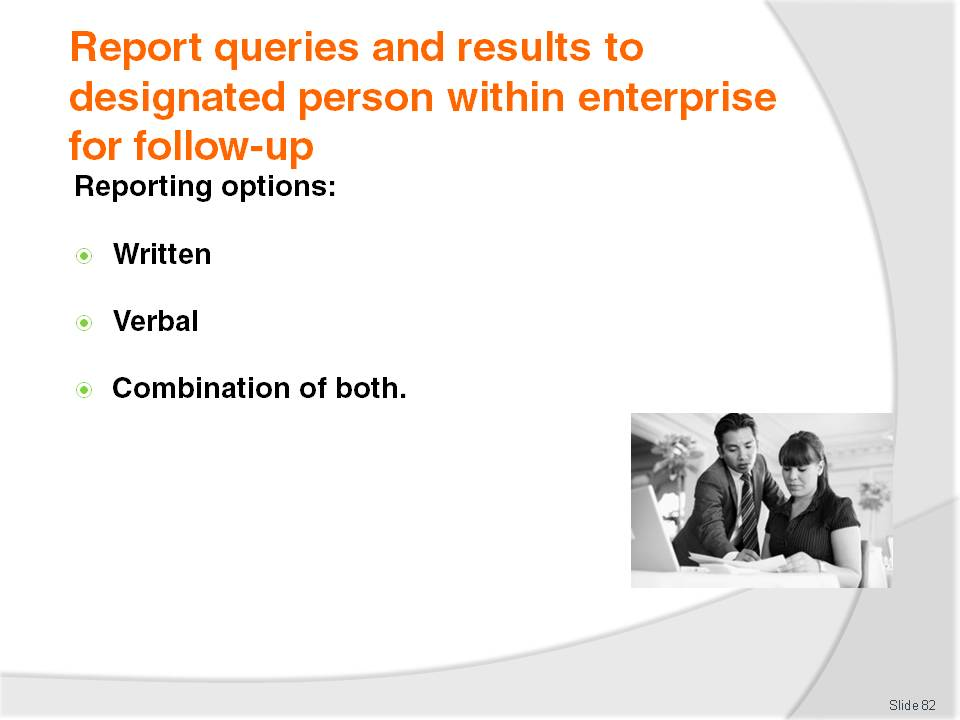 Report queries and results to
designated person within enterprise
for follow-up
Reporting options:
Written
Verbal
Combination of both.
Slide 82